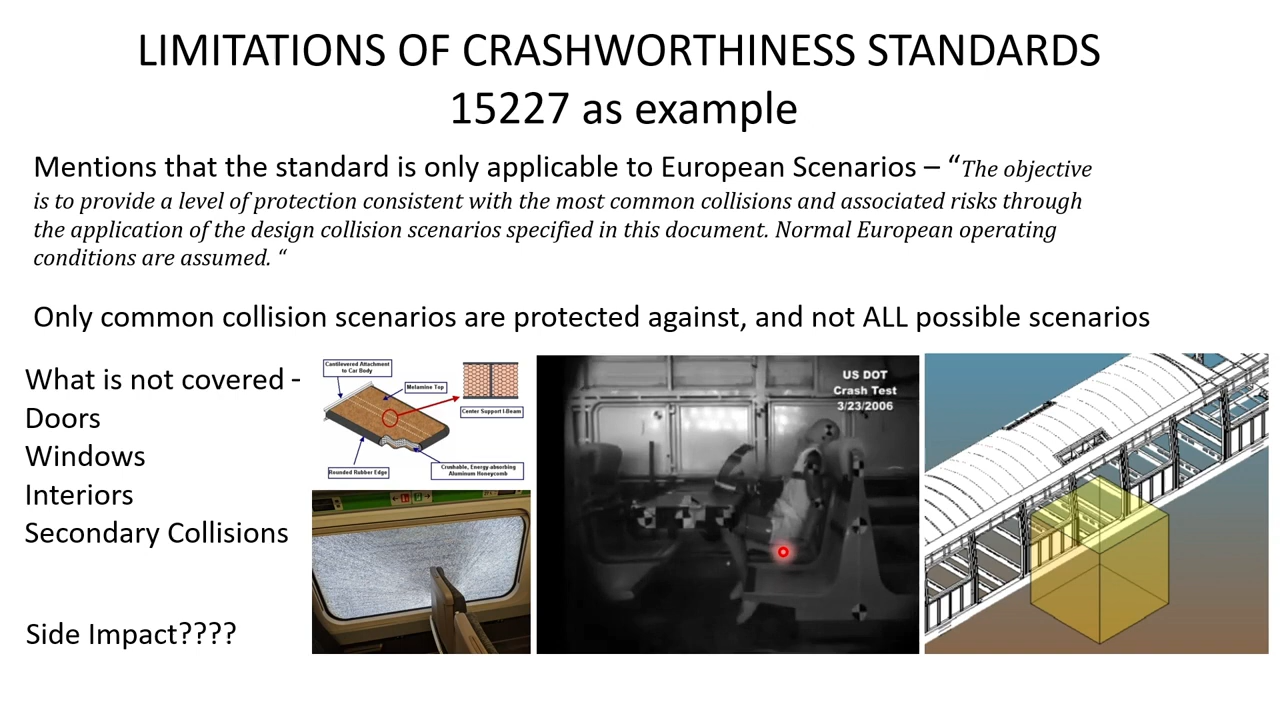 LIMITATIONS OF CRASHWORTHINESS STANDARDS
15227 as example
Mentions that the standard is only applicable to European Scenarios – “The objective
is to provide a level of protection consistent with the most common collisions and associated risks through
the application of the design collision scenarios specified in this document. Normal European operating
conditions are assumed. “
Only common collision scenarios are protected against, and not ALL possible scenarios
What is not covered -
Doors
Windows
Interiors
Secondary Collisions
Side Impact????
Cantilevered Attachment
to Car Body
Melamine Top
Center Support I-Beam
Rounded Rubber Edge
Crushable, Energy-absorbing
Aluminum Honeycomb
US DOT
Crash Test
3/23/2006